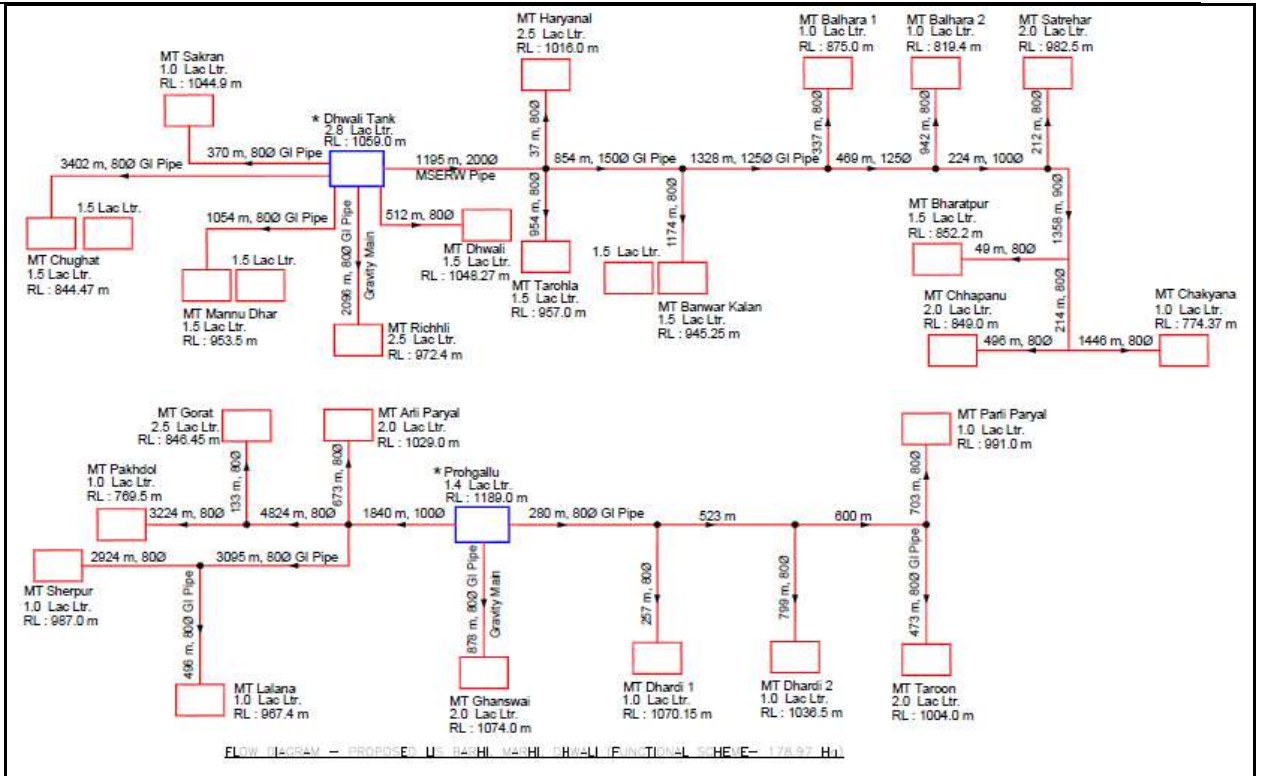 MT Haryanal
2.5 Lac Ltr.
RL : 1016.0 m
MT Balhara 1
1.0 Lac Ltr.
RL : 875.0 m
MT Balhara 2
1.0 Lac Ltr.
RL : 819.4 m
MT Satrehar
2.0 Lac Ltr.
RL : 982.5 m
MT Sakran
1.0 Lac Ltr.
RL : 1044.9 m
* Dhwali Tank
2.8 Lac Ltr.
RL : 1059.0 m
370 m, 80Ø GI Pipe
3402 m, 80Ø GI Pipe
1195 m, 200Ø
MSERW Pipe
37 m, 80Ø
854 m, 150Ø GI Pipe
1328 m, 125Ø GI Pipe
337 m, 80Ø
469 m, 125Ø
942 m, 80Ø
224 m, 100Ø
212 m, 80Ø
1.5 Lac Ltr.
MT Chughat
1.5 Lac Ltr.
RL : 844.47 m
1054 m, 80Ø GI Pipe
1.5 Lac Ltr.
MT Mannu Dhar
1.5 Lac Ltr.
RL : 953.5 m
2096 m, 80Ø GI Pipe
Gravity Main
MT Richhli
2.5 Lac Ltr.
RL : 972.4 m
512 m, 80Ø
MT Dhwali
1.5 Lac Ltr.
RL : 1048.27 m
954 m, 80Ø
MT Tarohla
1.5 Lac Ltr.
RL : 957.0 m
1174 m, 80Ø
1.5 Lac Ltr.
MT Banwar Kalan
1.5 Lac Ltr.
RL : 945.25 m
1358 m, 90Ø
MT Bharatpur
1.5 Lac Ltr.
RL : 852.2 m
49 m, 80Ø
214 m, 80Ø
MT Chhapanu
2.0 Lac Ltr.
RL : 849.0 m
496 m, 80Ø
1446 m, 80Ø
MT Chakyana
1.0 Lac Ltr.
RL : 774.37 m
MT Gorat
2.5 Lac Ltr.
RL : 846.45 m
MT Arli Paryal
2.0 Lac Ltr.
RL : 1029.0 m
MT Pakhdol
1.0 Lac Ltr.
RL : 769.5 m
* Prohgallu
1.4 Lac Ltr.
RL : 1189.0 m
MT Parli Paryal
1.0 Lac Ltr.
RL : 991.0 m
3224 m, 80Ø
133 m, 80Ø
4824 m, 80Ø
673 m, 80Ø
1840 m, 100Ø
280 m, 80Ø GI Pipe
523 m
600 m
703 m, 80Ø
2924 m, 80Ø
3095 m, 80Ø GI Pipe
MT Sherpur
1.0 Lac Ltr.
RL : 987.0 m
496 m, 80Ø GI Pipe
MT Lalana
1.0 Lac Ltr.
RL : 967.4 m
878 m, 80Ø GI Pipe
Gravity Main
MT Ghanswai
2.0 Lac Ltr.
RL : 1074.0 m
257 m, 80Ø
MT Dhardi 1
1.0 Lac Ltr.
RL : 1070.15 m
799 m, 80Ø
MT Dhardi 2
1.0 Lac Ltr.
RL : 1036.5 m
473 m, 80Ø GI Pipe
MT Taroon
2.0 Lac Ltr.
RL : 1004.0 m
FLOW DIAGRAM — PROPOSED LIS BARHI, MARHI, DHWALI (FUNCTIONAL SCHEME— 178.97 Ha)